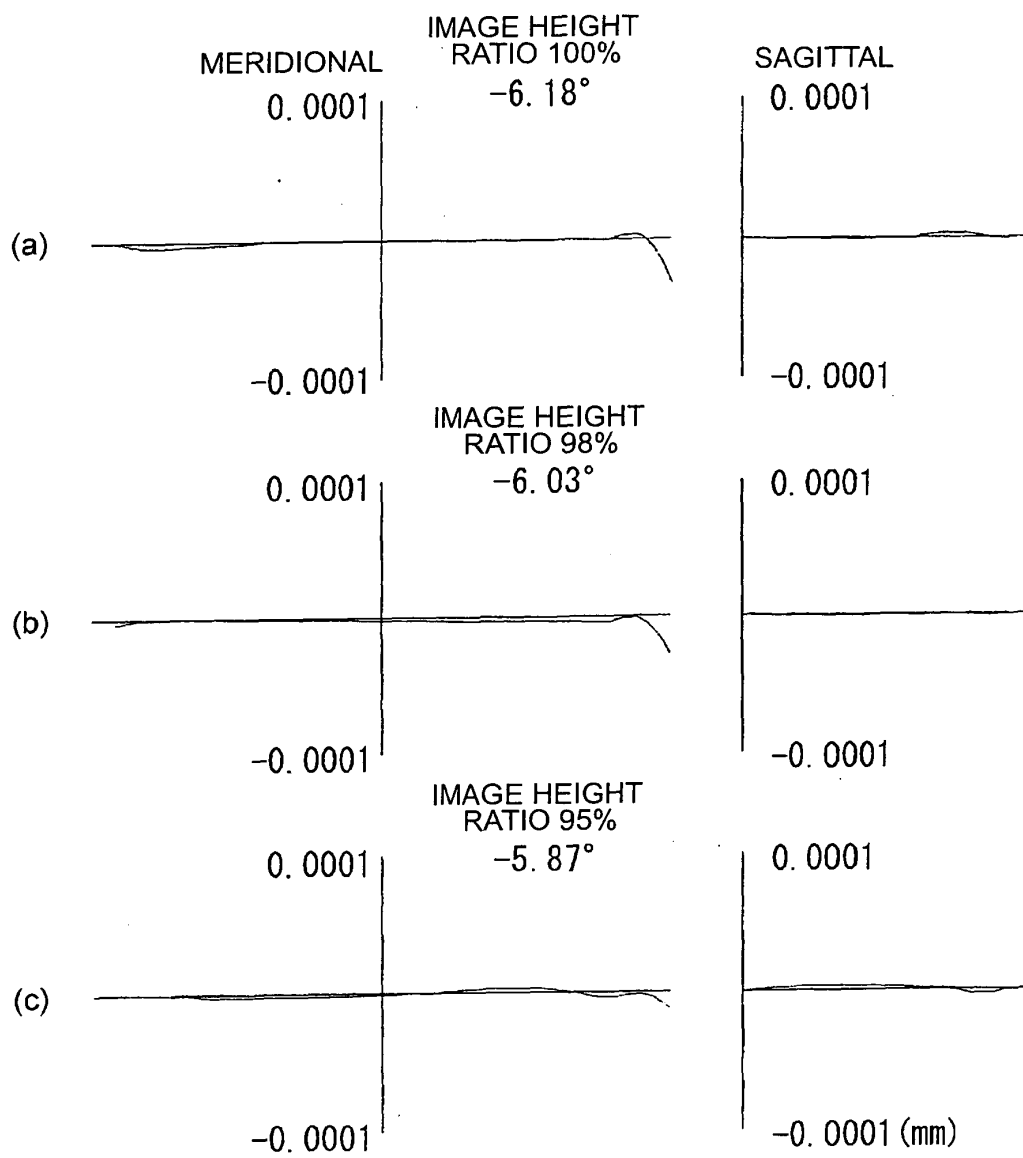 IMAGE HEIGHT
RATIO 100%
MERIDIONAL
-6.18°
SAGITTAL
0.0001
0.0001
(a)
-0.0001
-0.0001
IMAGE HEIGHT
RATIO 98%
-6.03°
0.0001
0.0001
(b)
-0.0001
-0.0001
IMAGE HEIGHT
RATIO 95%
-5.87°
0.0001
0.0001
(c)
-0.0001
-0.0001 (mm)